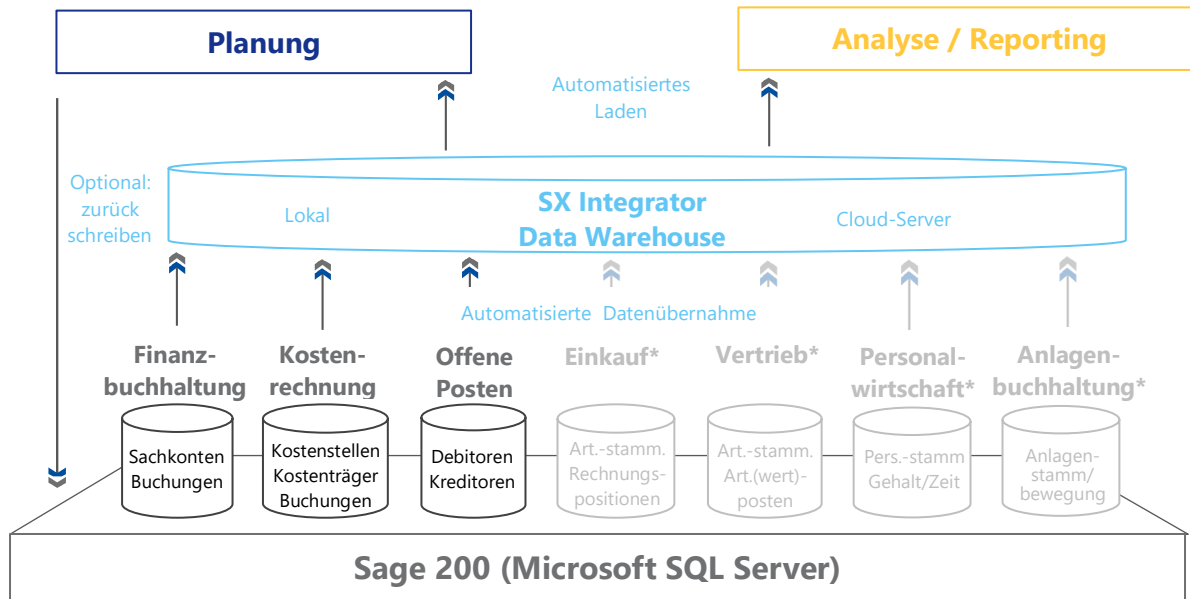 Planung
Analyse / Reporting
Automatisiertes
Laden
Optional:
zurück
schreiben
Lokal
SX Integrator
Data Warehouse
Cloud-Server
Automatisierte Datenübernahme
Finanz-
buchhaltung
Kosten-
rechnung
Offene
Posten
Einkauf*
Vertrieb*
Personal-
wirtschaft*
Anlagen-
buchhaltung*
Sachkonten
Buchungen
Kostenstellen
Kostenträger
Buchungen
Debitoren
Kreditoren
Art.-stamm.
Rechnungs-
positionen
Art.-stamm.
Art.(wert)-
posten
Pers.-stamm
Gehalt/Zeit
Anlagen-
stamm/
bewegung
Sage 200 (Microsoft SQL Server)